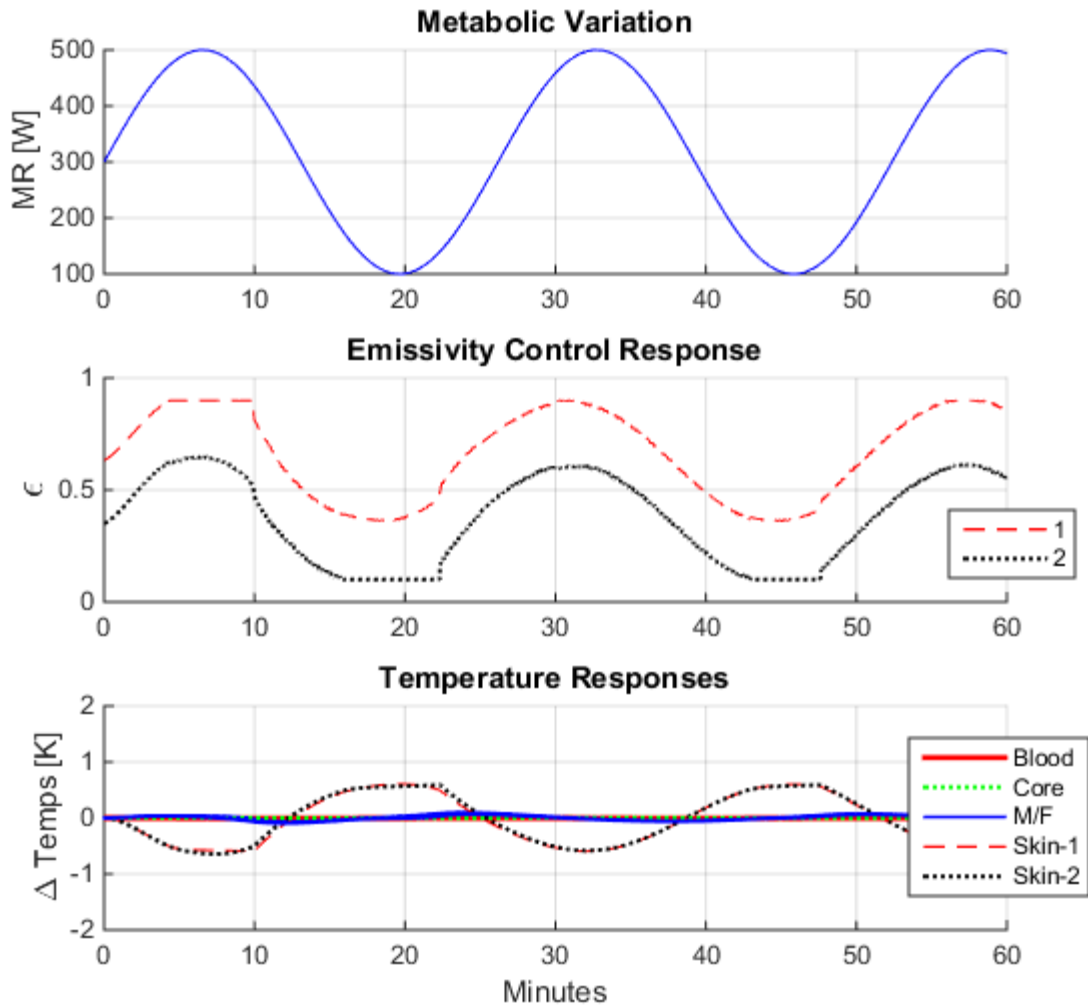 Metabolic Variation
500
400
300
200
100
MR [W]
0 10 20 30 40 50 60
Emissivity Control Response
1
0.5
0
ϵ
1
2
0 10 20 30 40 50 60
Temperature Responses
2
1
0
-1
-2
Δ Temps [K]
Blood
Core
M/F
Skin-1
Skin-2
0 10 20 30 40 50 60
Minutes